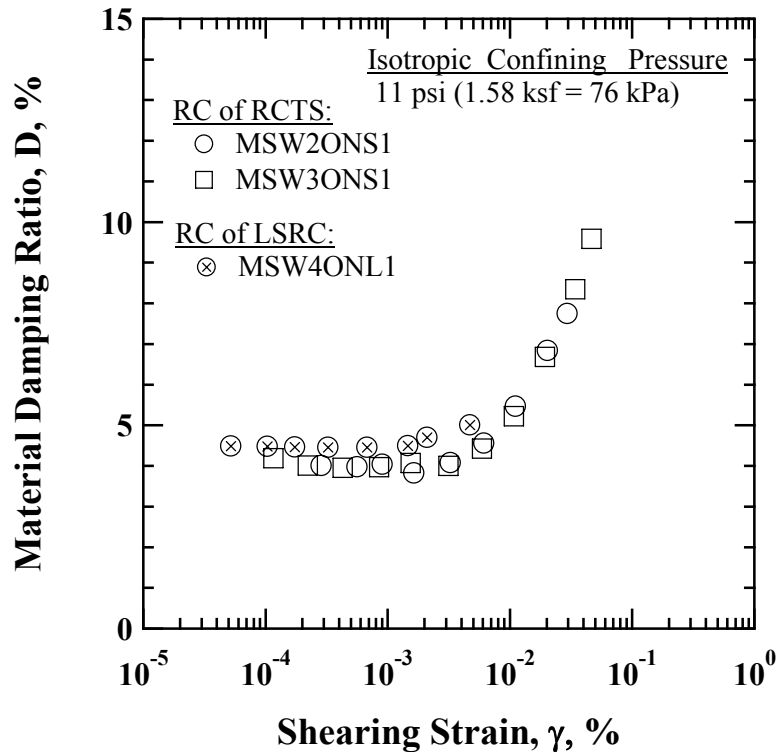 15
Isotropic Confining Pressure
11 psi (1.58 ksf = 76 kPa)
RC of RCTS:
MSW2ONS1
MSW3ONS1
RC of LSRC:
MSW4ONL1
10
5
0
Material Damping Ratio, D, %
10⁻⁵ 10⁻⁴ 10⁻³ 10⁻² 10⁻¹ 10⁰
Shearing Strain, γ, %